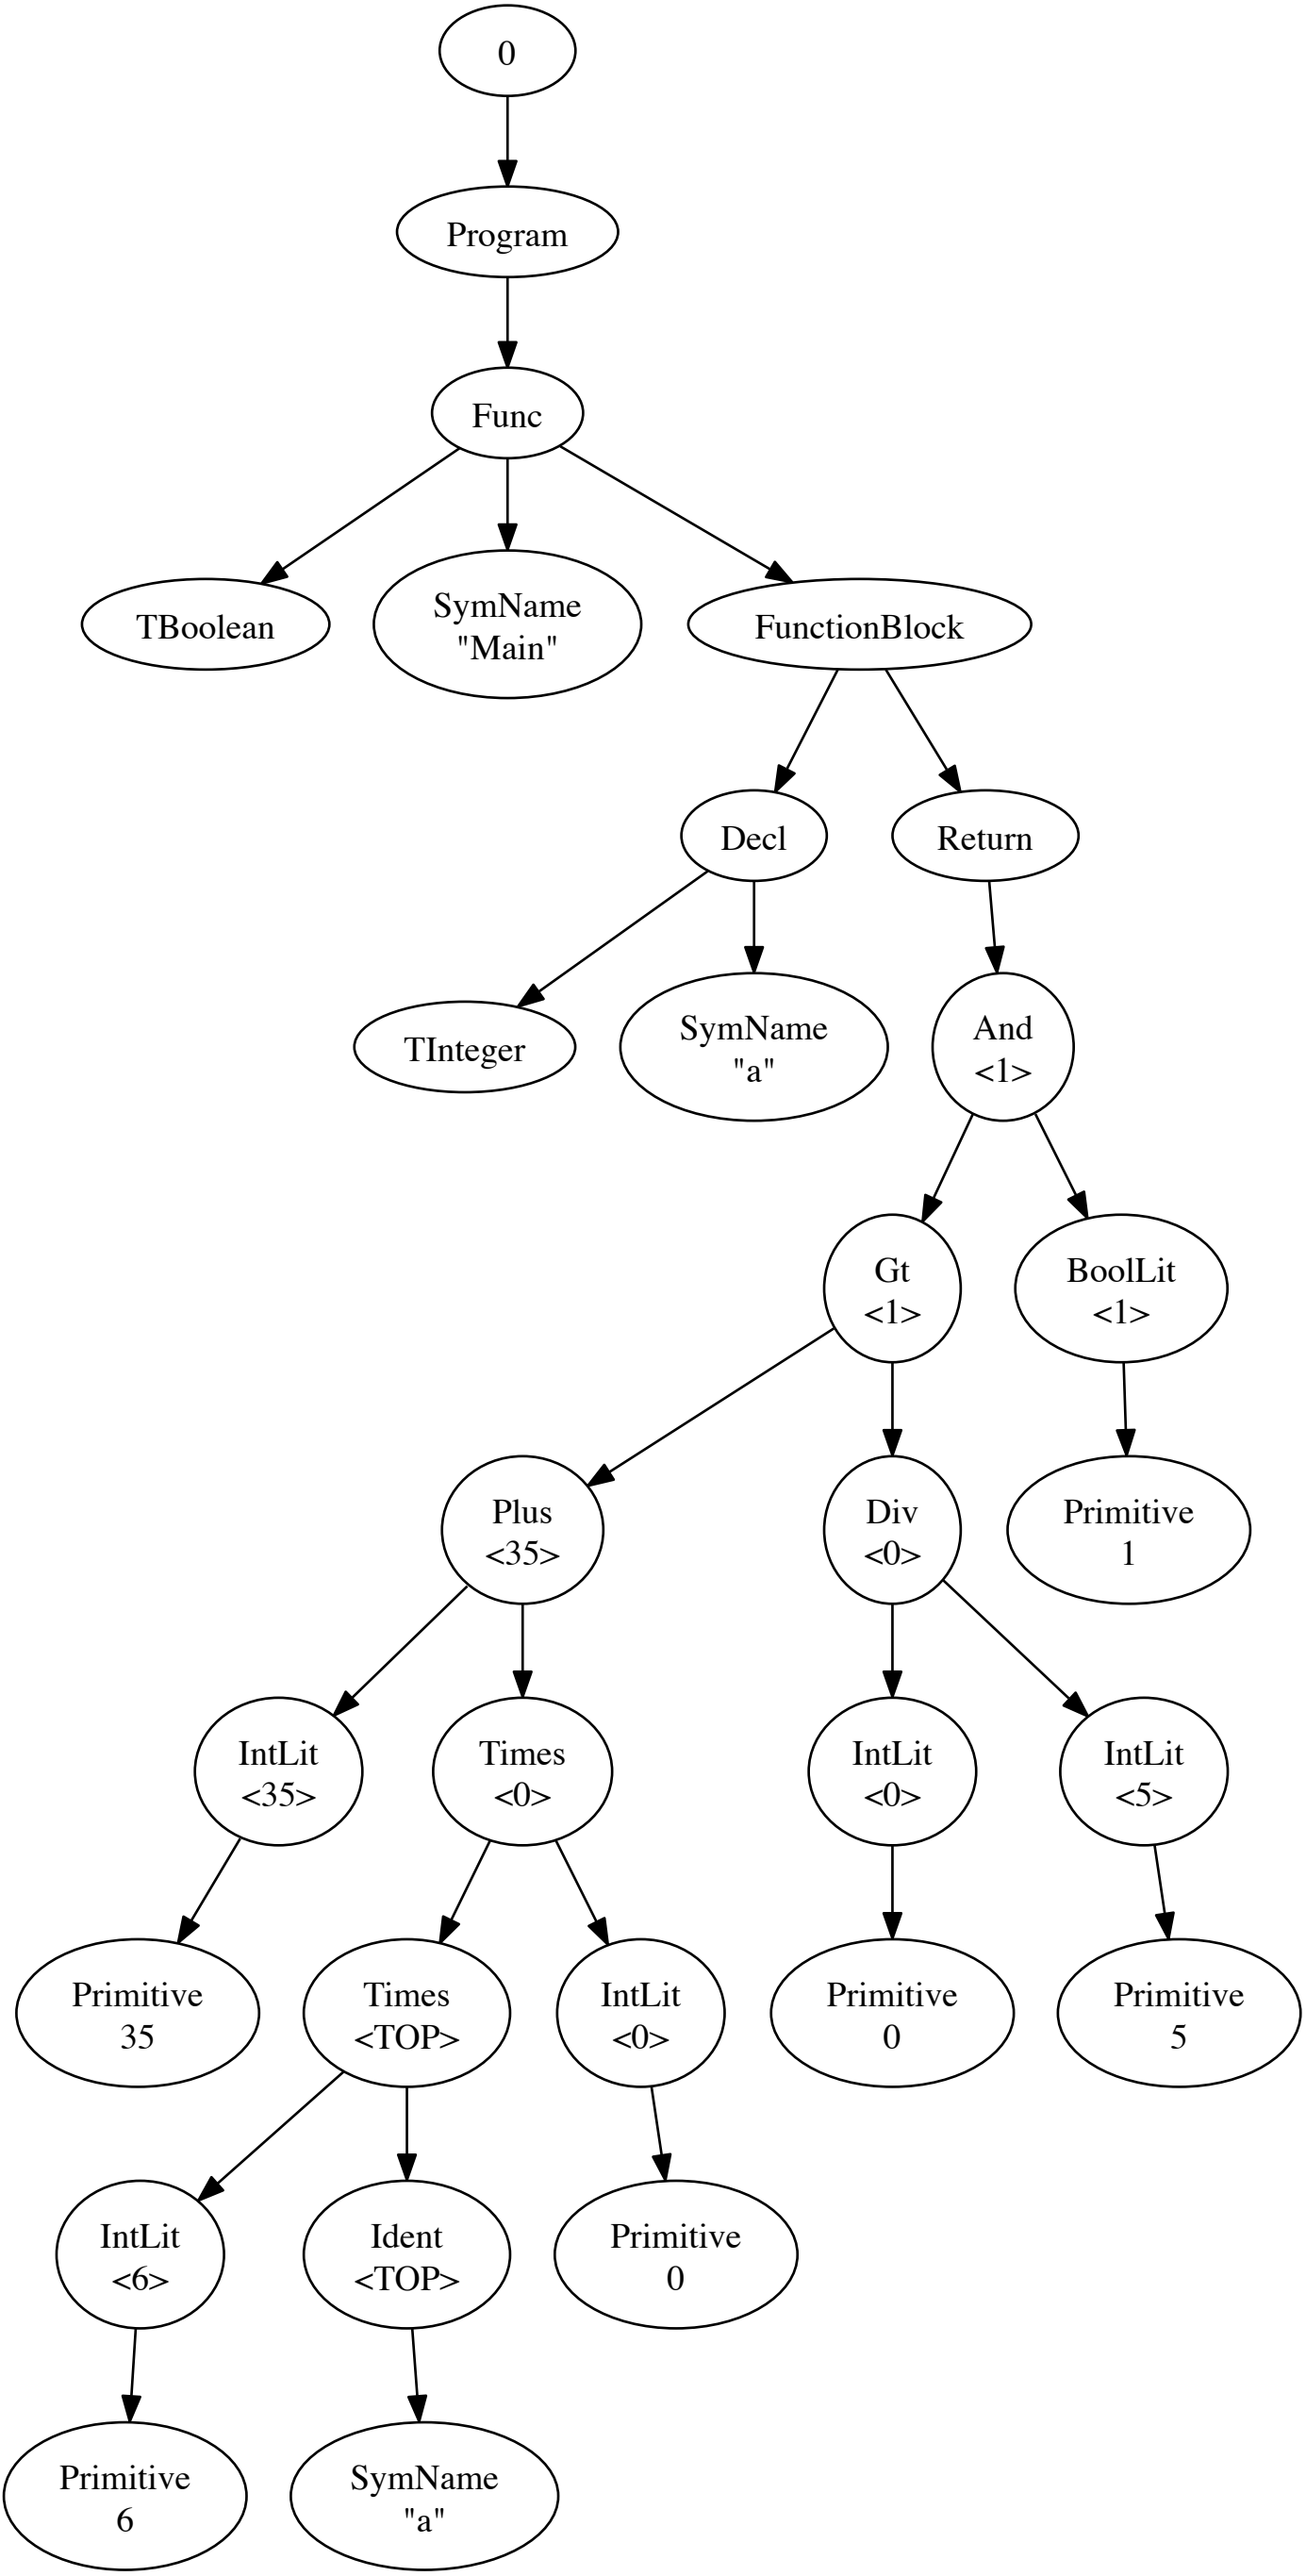 0
Program
Func
TBoolean
SymName
"Main"
FunctionBlock
Decl
Return
TInteger
SymName
"a"
And
<1>
Gt
<1>
BoolLit
<1>
Plus
<35>
Div
<0>
Primitive
1
IntLit
<35>
Times
<0>
IntLit
<0>
IntLit
<5>
Primitive
35
Times
<TOP>
IntLit
<0>
Primitive
0
Primitive
5
IntLit
<6>
Ident
<TOP>
Primitive
0
Primitive
6
SymName
"a"